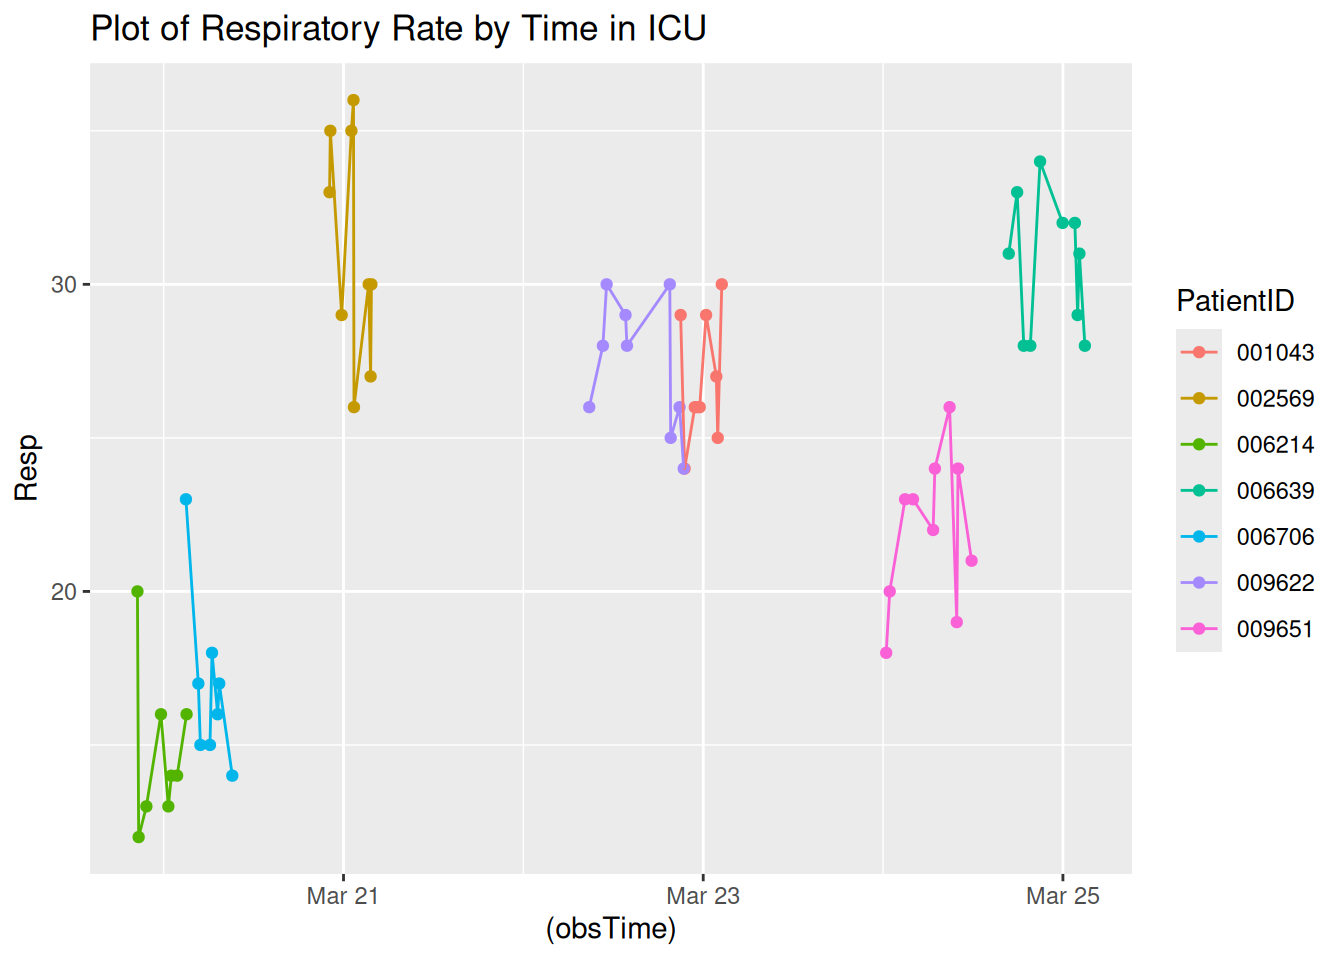 Plot of Respiratory Rate by Time in ICU
Resp
30
20
Mar 21
Mar 23
Mar 25
(obsTime)
PatientID
001043
002569
006214
006639
006706
009622
009651